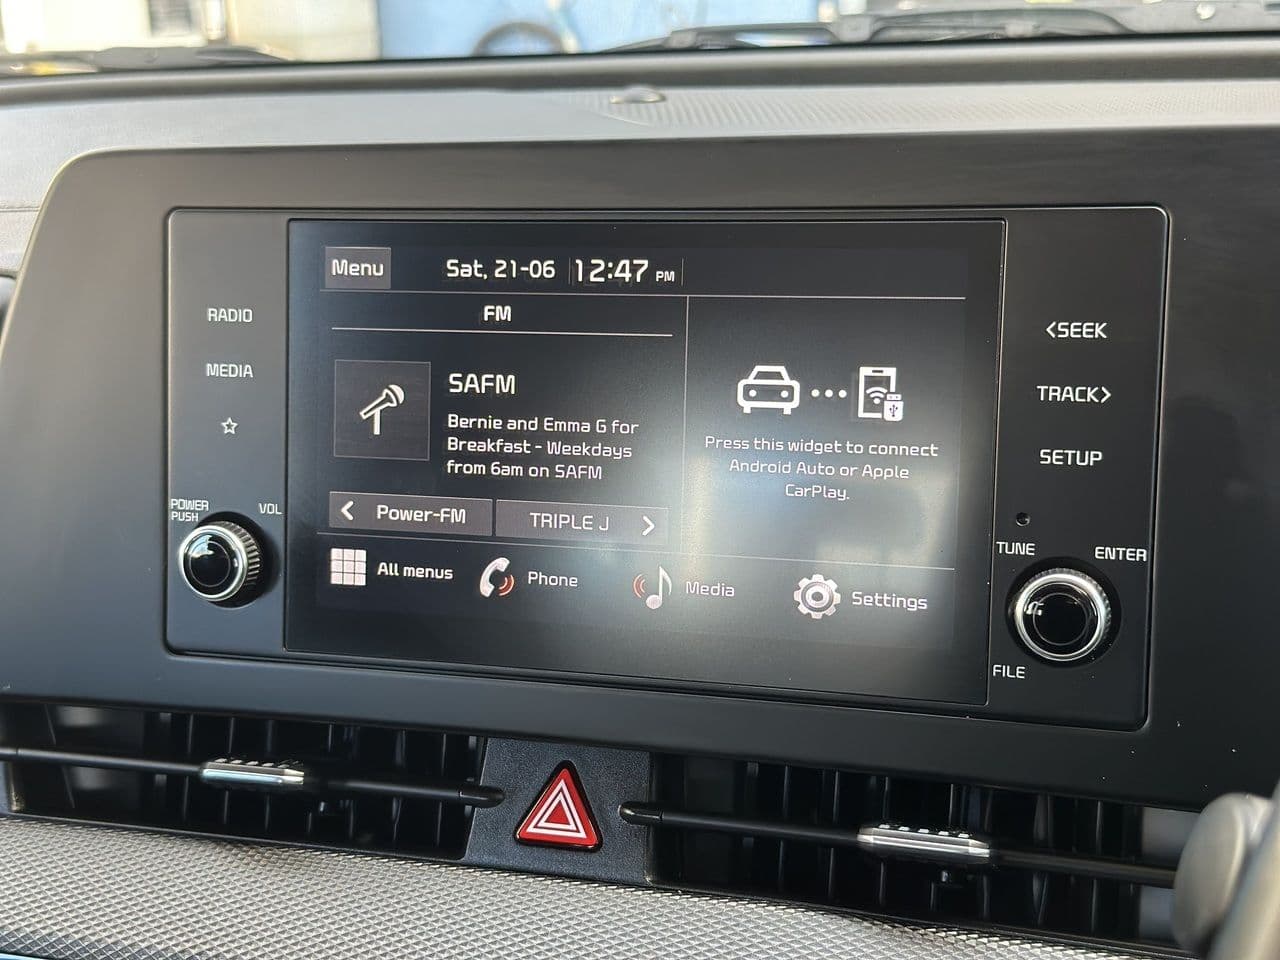 Menu Sat, 21-06 12:47 PM
RADIO
MEDIA
POWER
PUSH
VOL
FM
SAFM
Bernie and Emma G for
Breakfast - Weekdays
from 6am on SAFM
Power-FM TRIPLE J
Press this widget to connect
Android Auto or Apple
CarPlay.
All menus Phone Media Settings
<SEEK
TRACK>
SETUP
TUNE
ENTER
FILE